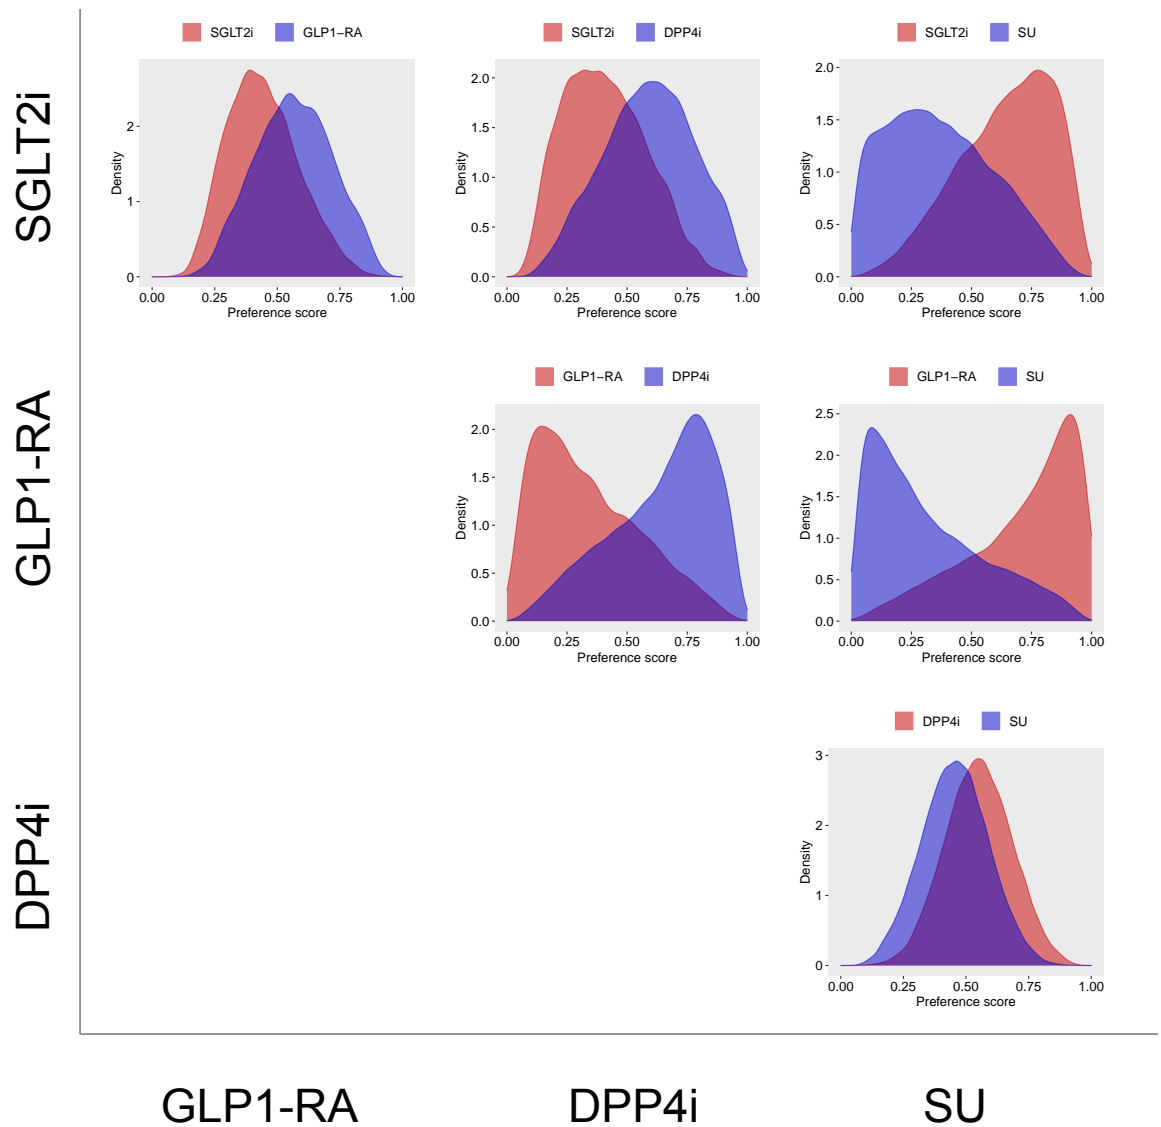 SGLT2i GLP1−RA
SGLT2i DPP4i
SGLT2i SU
SGLT2i
Density
2
1
0
0.00 0.25 0.50 0.75 1.00
Preference score
Density
2.0
1.5
1.0
0.5
0.0
0.00 0.25 0.50 0.75 1.00
Preference score
Density
2.0
1.5
1.0
0.5
0.0
0.00 0.25 0.50 0.75 1.00
Preference score
GLP1-RA
GLP1−RA DPP4i
Density
2.0
1.5
1.0
0.5
0.0
0.00 0.25 0.50 0.75 1.00
Preference score
GLP1−RA SU
Density
2.5
2.0
1.5
1.0
0.5
0.0
0.00 0.25 0.50 0.75 1.00
Preference score
DPP4i
DPP4i SU
Density
3
2
1
0
0.00 0.25 0.50 0.75 1.00
Preference score
GLP1-RA DPP4i SU